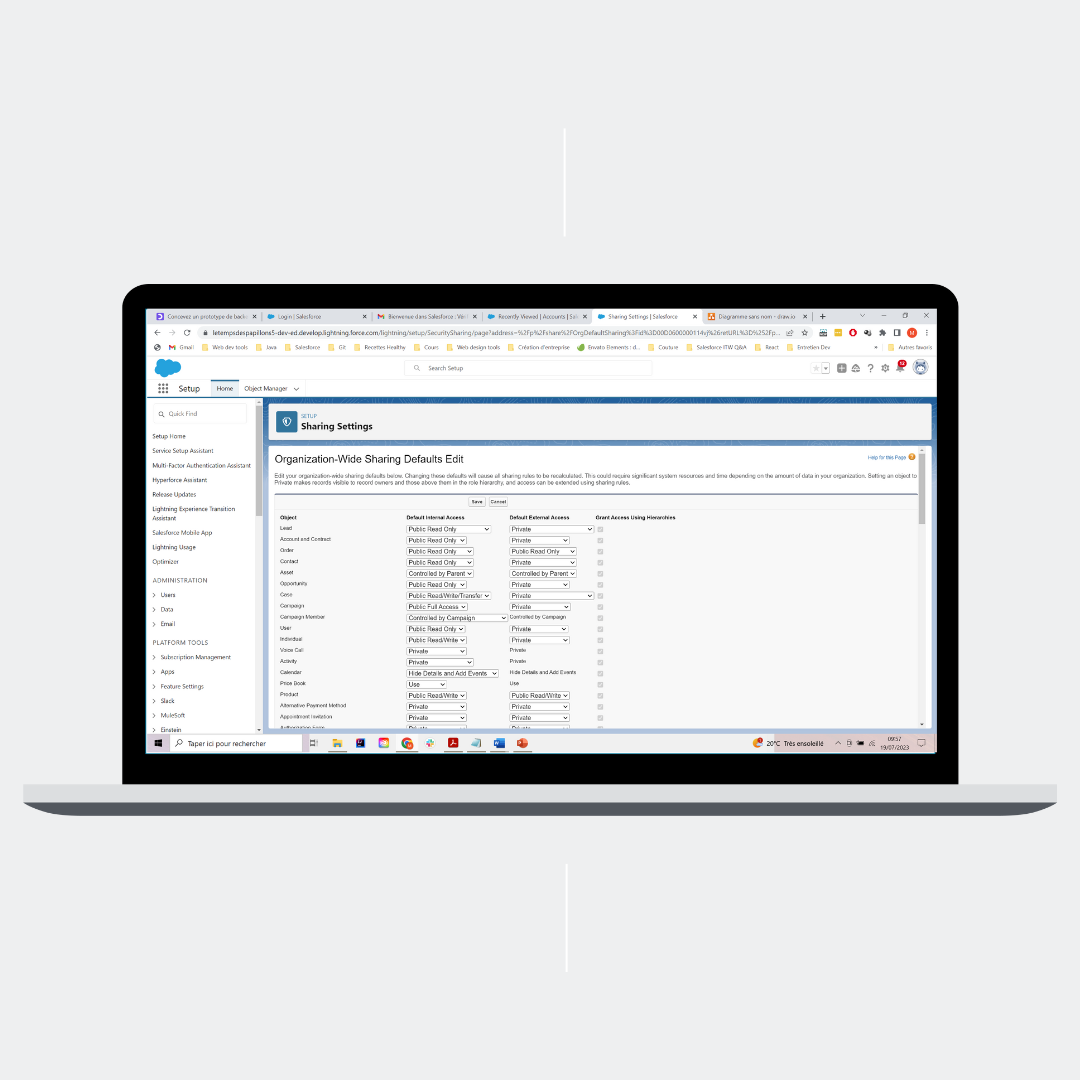 Concevez un prototype de back-
Login | Salesforce
Bienvenue dans Salesforce : Vérif
Recently Viewed | Accounts | Sale
Sharing Settings | Salesforce
Diagramme sans nom - draw.io
letempsdespapillons5-dev-ed.develop.lightning.force.com/lightning/setup/SecuritySharing/page?address=
Gmail Web dev tools Java Salesforce Git Recettes Healthy Cours Web design tools Création d'entreprise Envato Elements : d... Couture Salesforce ITW Q&A React Entretien Dev » Autres favoris
Search Setup
Setup Home Object Manager
Quick Find
Setup Home
Service Setup Assistant
Multi-Factor Authentication Assistant
Hyperforce Assistant
Release Updates
Lightning Experience Transition
Assistant
Salesforce Mobile App
Lightning Usage
Optimizer
ADMINISTRATION
Users
Data
Email
PLATFORM TOOLS
Subscription Management
Apps
Feature Settings
Slack
MuleSoft
Einstein
SETUP
Sharing Settings
Organization-Wide Sharing Defaults Edit
Help for this Page
Edit your organization-wide sharing defaults below. Changing these defaults will cause all sharing rules to be recalculated. This could require significant system resources and time depending on the amount of data in your organization. Setting an object to
Private makes records visible to record owners and those above them in the role hierarchy, and access can be extended using sharing rules.
Save Cancel
Object Default Internal Access Default External Access Grant Access Using Hierarchies
Lead Public Read Only Private
Account and Contract Public Read Only Private
Order Public Read Only Public Read Only
Contact Public Read Only Private
Asset Controlled by Parent Controlled by Parent
Opportunity Public Read Only Private
Case Public Read/Write/Transfer Private
Campaign Public Full Access Private
Campaign Member Controlled by Campaign Controlled by Campaign
User Public Read Only Private
Individual Public Read/Write Private
Voice Call Private Private
Activity Private Private
Calendar Hide Details and Add Events Hide Details and Add Events
Price Book Use Use
Product Public Read/Write Public Read/Write
Alternative Payment Method Private Private
Appointment Invitation Private Private
Taper ici pour rechercher
20°C Très ensoleillé
09:57
19/07/2023